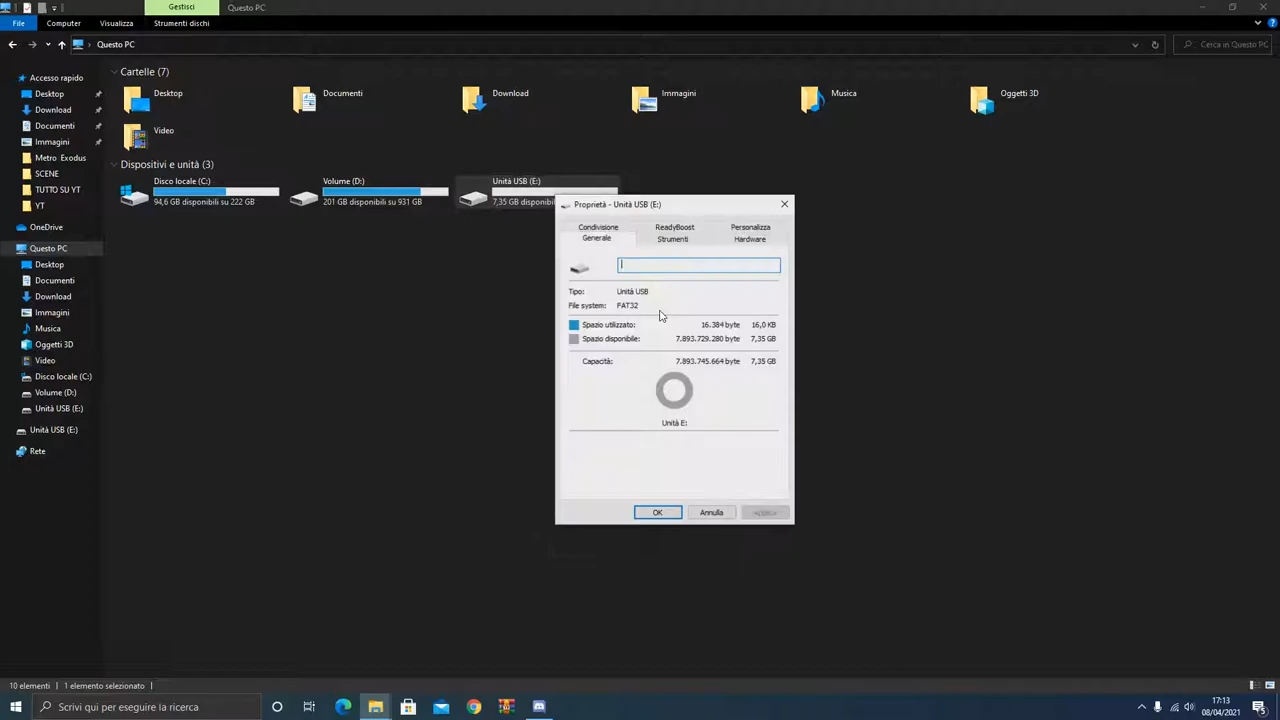 Gestisci
Questo PC
File
Computer
Visualizza
Strumenti dischi
Questo PC
Cerca in Questo PC
Accesso rapido
Desktop
Download
Documenti
Immagini
Metro Exodus
SCENE
TUTTO SU YT
YT
OneDrive
Questo PC
Desktop
Documenti
Download
Immagini
Musica
Oggetti 3D
Video
Disco locale (C:)
Volume (D:)
Unità USB (E:)
Unità USB (E:)
Rete
Cartelle (7)
Desktop
Documenti
Download
Immagini
Musica
Oggetti 3D
Video
Dispositivi e unità (3)
Disco locale (C:)
94,6 GB disponibili su 222 GB
Volume (D:)
201 GB disponibili su 931 GB
Unità USB (E:)
7,35 GB disponibi
Proprietà - Unità USB (E:)
Condivisione
ReadyBoost
Personalizza
Generale
Strumenti
Hardware
Tipo: Unità USB
File system: FAT32
Spazio utilizzato: 16.384 byte 16,0 KB
Spazio disponibile: 7.893.729.280 byte 7,35 GB
Capacità: 7.893.745.664 byte 7,35 GB
Unità E:
OK
Annulla
Applica
10 elementi
1 elemento selezionato
Scrivi qui per eseguire la ricerca
17:13
08/04/2021